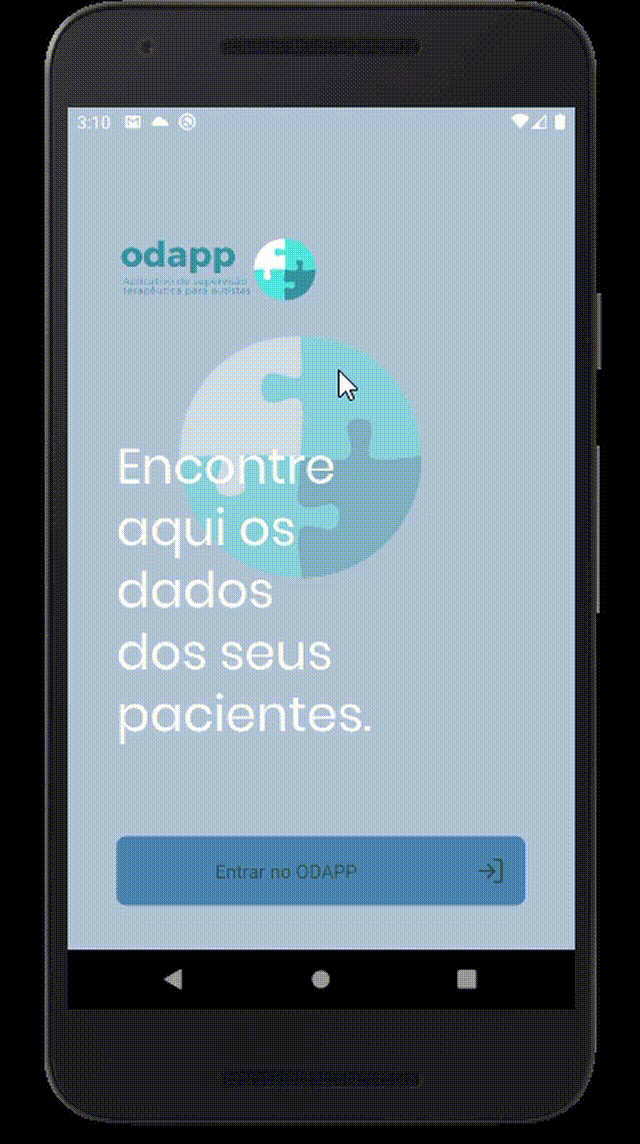 3:10
odapp
Aplicativo de supervisão
terapêutica para autistas
Encontre
aqui os
dados
dos seus
pacientes.
Entrar no ODAPP